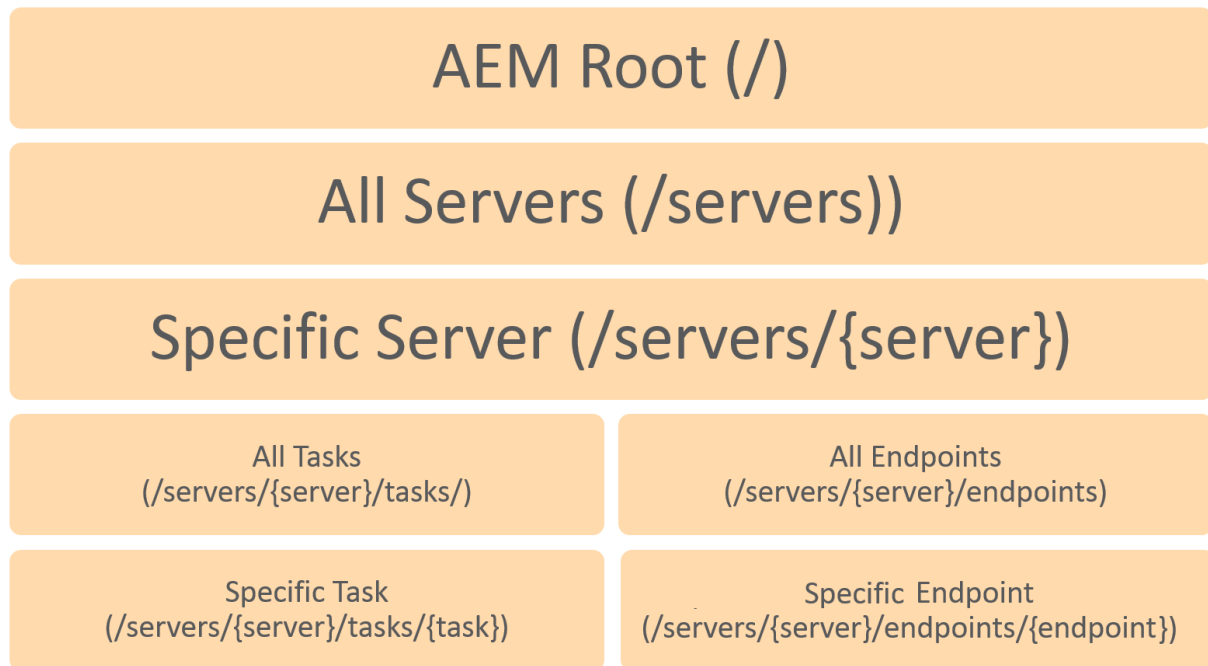 AEM Root (/)
All Servers (/servers))
Specific Server (/servers/{server})
All Tasks
(/servers/{server}/tasks/)
All Endpoints
(/servers/{server}/endpoints)
Specific Task
(/servers/{server}/tasks/{task})
Specific Endpoint
(/servers/{server}/endpoints/{endpoint})